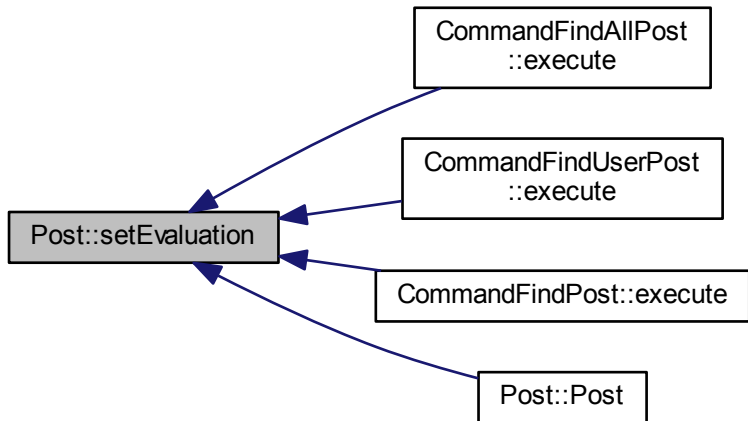 CommandFindAllPost
::execute
CommandFindUserPost
::execute
Post::setEvaluation
CommandFindPost::execute
Post::Post